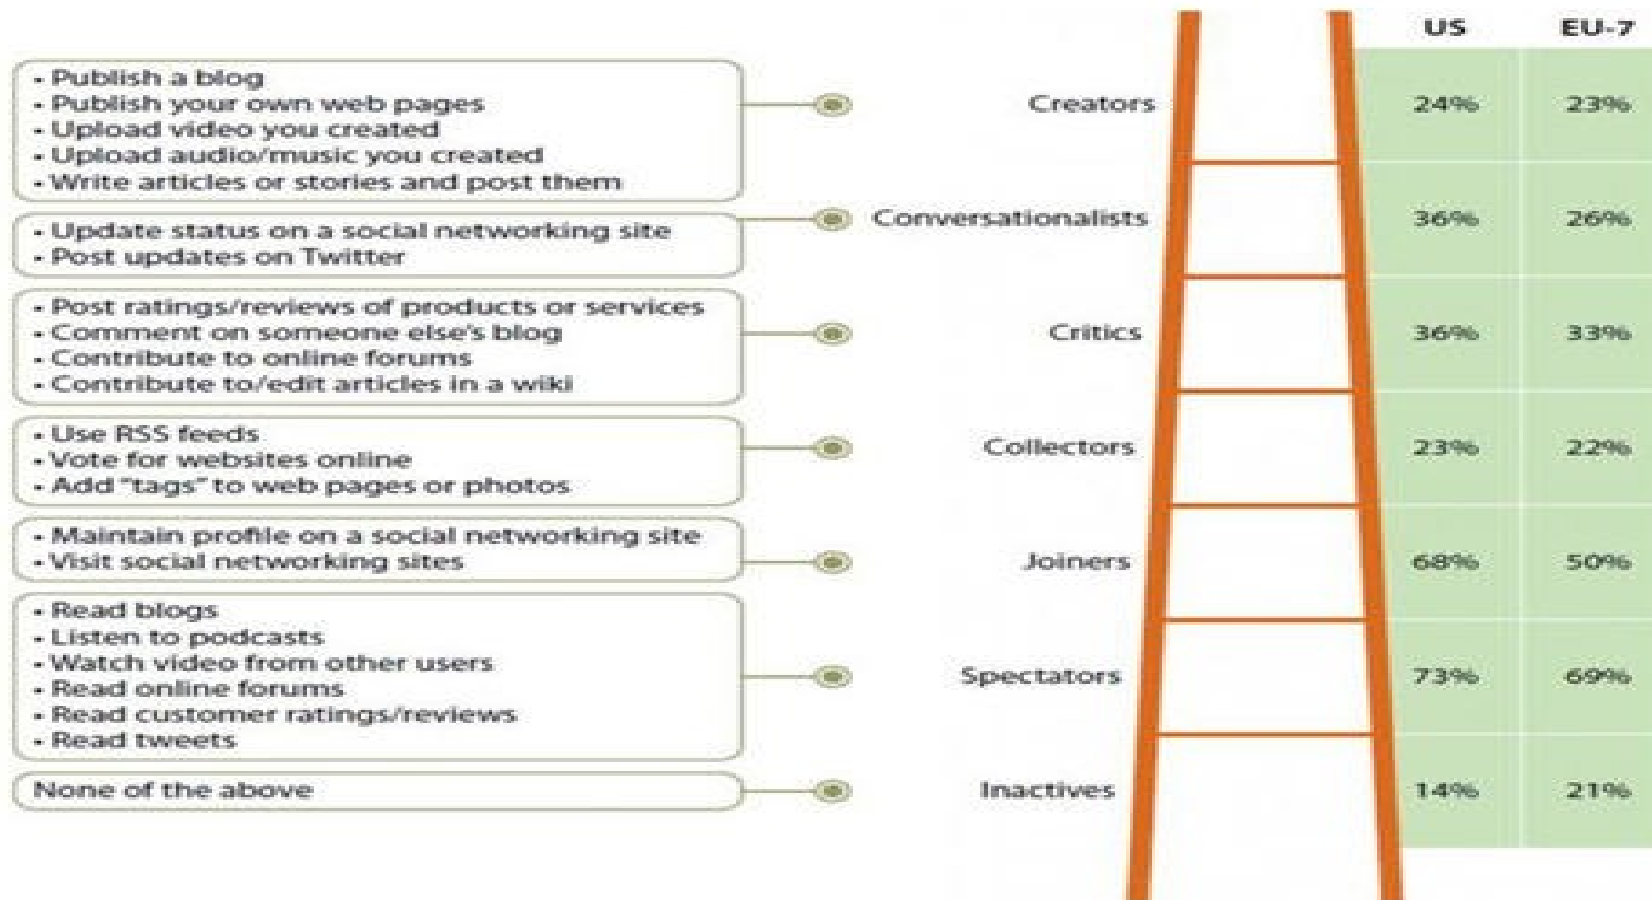 US EU-7
• Publish a blog
• Publish your own web pages
• Upload video you created
• Upload audio/music you created
• Write articles or stories and post them
Creators 24% 23%
• Update status on a social networking site
• Post updates on Twitter
Conversationalists 36% 26%
• Post ratings/reviews of products or services
• Comment on someone else's blog
• Contribute to online forums
• Contribute to/edit articles in a wiki
Critics 36% 33%
• Use RSS feeds
• Vote for websites online
• Add "tags" to web pages or photos
Collectors 23% 22%
• Maintain profile on a social networking site
• Visit social networking sites
Joiners 68% 50%
• Read blogs
• Listen to podcasts
• Watch video from other users
• Read online forums
• Read customer ratings/reviews
• Read tweets
Spectators 73% 69%
None of the above
Inactives 14% 21%